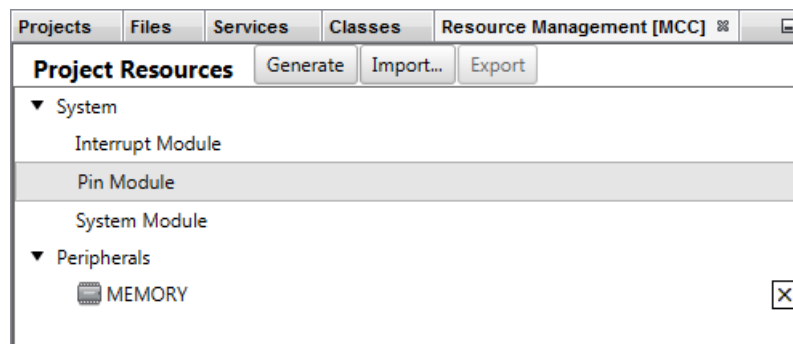 Projects Files Services Classes Resource Management [MCC]
Project Resources Generate Import... Export
System
Interrupt Module
Pin Module
System Module
Peripherals
MEMORY